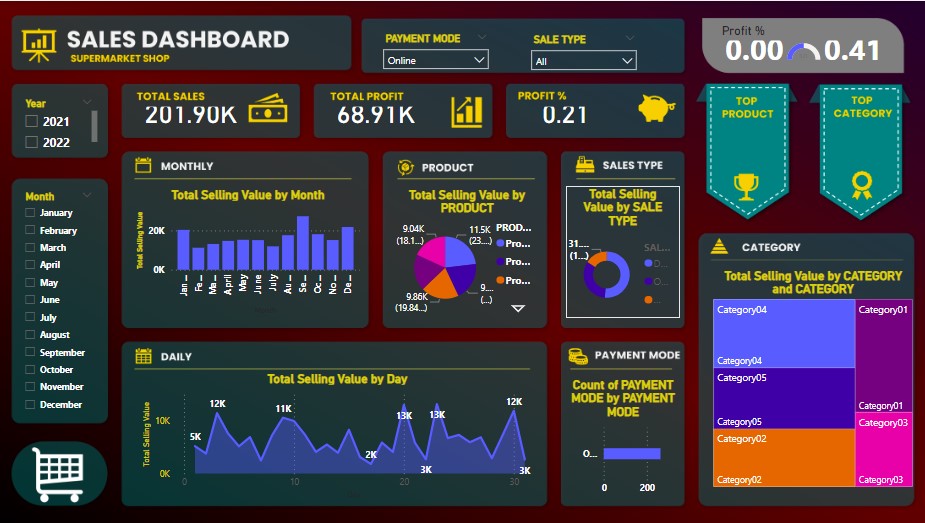 SALES DASHBOARD
SUPERMARKET SHOP
PAYMENT MODE
Online
SALE TYPE
All
Profit %
0.00
0.41
Year
2021
2022
TOTAL SALES
201.90K
TOTAL PROFIT
68.91K
PROFIT %
0.21
TOP
PRODUCT
TOP
CATEGORY
Month
January
February
March
April
May
June
July
August
September
October
November
December
MONTHLY
Total Selling Value by Month
Total Selling Value
20K
0K
Jan ...
Fe ...
Ma ...
April
May
June
July
Au ...
Se ...
Oc ...
No...
De...
PRODUCT
Total Selling Value by
PRODUCT
9.04K
(18.1...)
11.5K
(23....)
9....
(...)
9.86K
(19.84...)
PROD...
Pro...
Pro...
Pro...
SALES TYPE
Total Selling
Value by SALE
TYPE
31....
(1...)
SAL...
D...
O...
...
CATEGORY
Total Selling Value by CATEGORY
and CATEGORY
Category04
Category04
Category05
Category05
Category02
Category02
Category01
Category01
Category03
Category03
DAILY
Total Selling Value by Day
Total Selling Value
10K
0K
5K
12K
11K
2K
13K
3K
13K
12K
3K
0
10
20
30
PAYMENT MODE
Count of PAYMENT
MODE by PAYMENT
MODE
O...
0
200